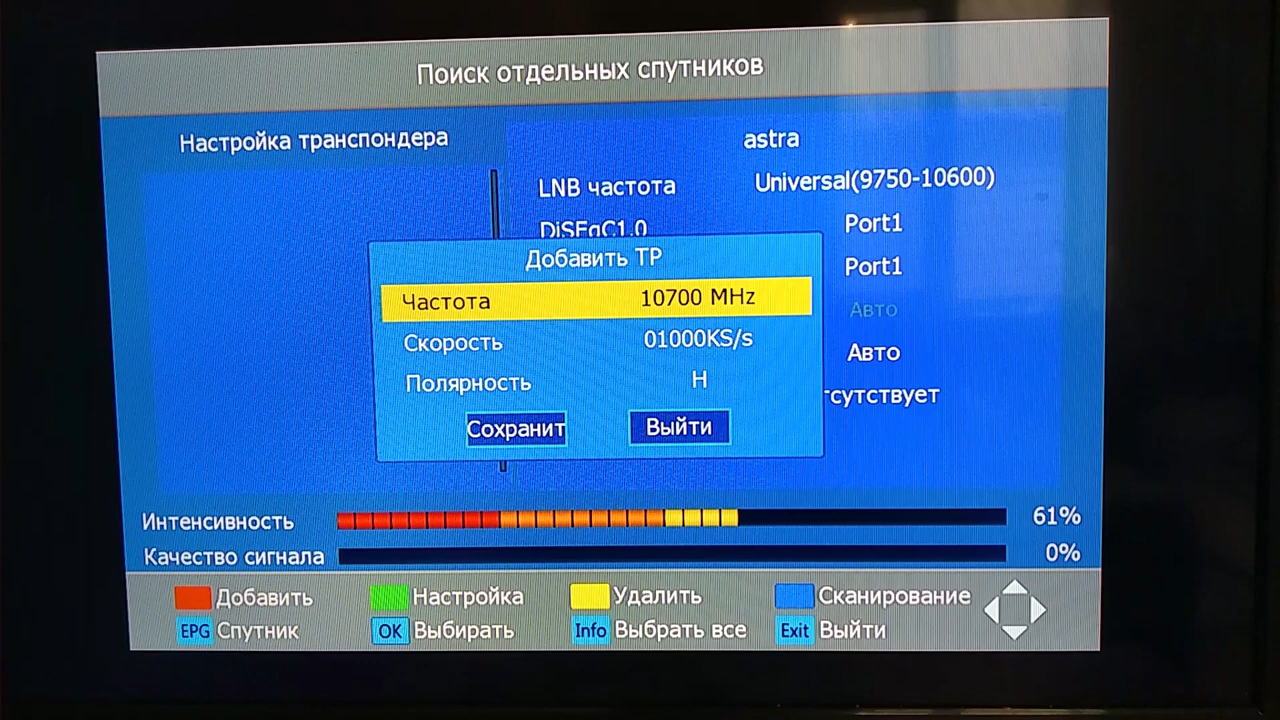 Поиск отдельных спутников
Настройка транспондера
astra
LNB частота Universal(9750-10600)
DiSEqC1.0 Port1
Port1
Авто
Авто
тсутствует
Добавить TP
Частота 10700 MHz
Скорость 01000KS/s
Полярность H
Сохранит Выйти
Интенсивность 61%
Качество сигнала 0%
Добавить Настройка Удалить Сканирование
EPG Спутник OK Выбирать Info Выбрать все Exit Выйти